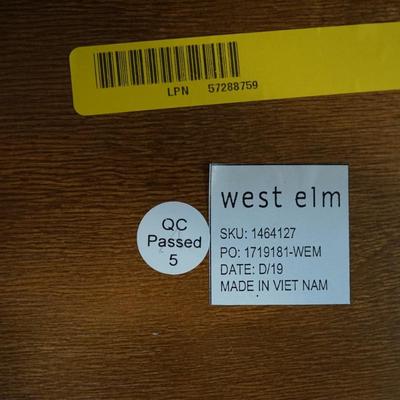 LPN 57288759
QC
Passed
5
west elm
SKU: 1464127
PO: 1719181-WEM
DATE: D/19
MADE IN VIET NAM